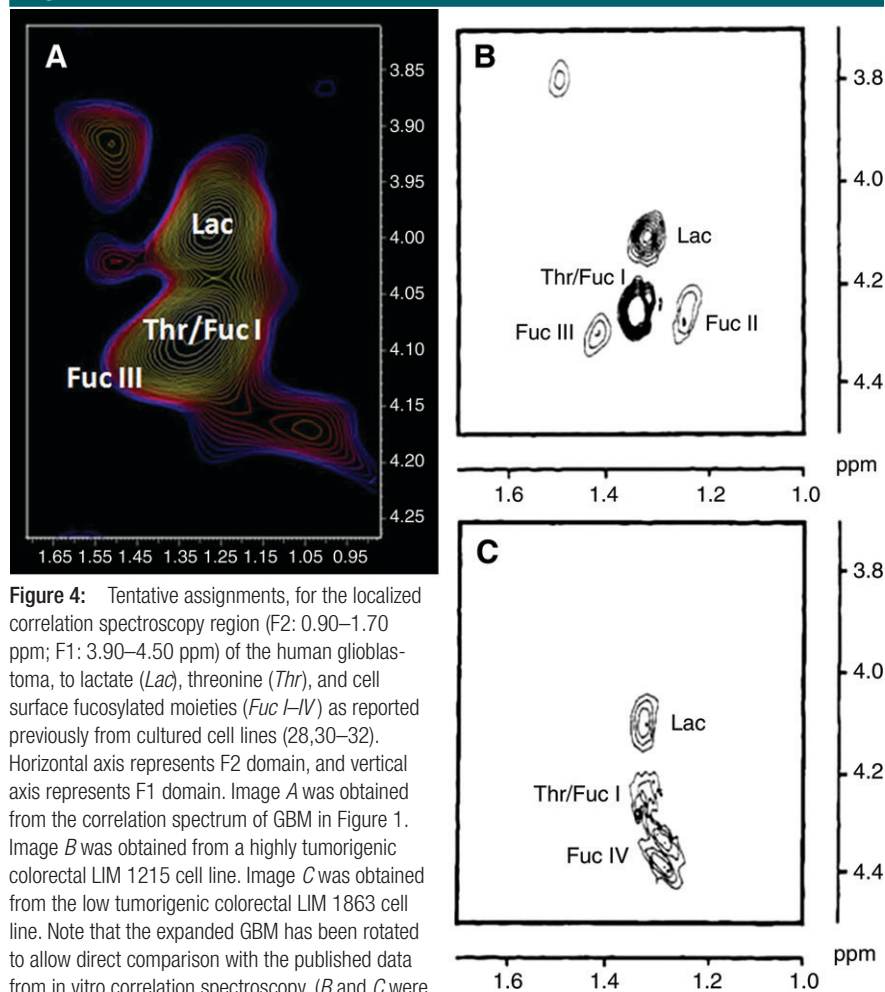 A
Lac
Thr/Fuc I
Fuc III
3.85
3.90
3.95
4.00
4.05
4.10
4.15
4.20
4.25
1.65 1.55 1.45 1.35 1.25 1.15 1.05 0.95
B
Lac
Thr/Fuc I
Fuc III
Fuc II
3.8
4.0
4.2
4.4
ppm
1.6 1.4 1.2 1.0
C
Lac
Thr/Fuc I
Fuc IV
3.8
4.0
4.2
4.4
ppm
1.6 1.2 1.0
Figure 4: Tentative assignments, for the localized
correlation spectroscopy region (F2: 0.90–1.70
ppm; F1: 3.90–4.50 ppm) of the human glioblas-
toma, to lactate (Lac), threonine (Thr), and cell
surface fucosylated moieties (Fuc I–IV) as reported
previously from cultured cell lines (28,30–32).
Horizontal axis represents F2 domain, and vertical
axis represents F1 domain. Image A was obtained
from the correlation spectrum of GBM in Figure 1.
Image B was obtained from a highly tumorigenic
colorectal LIM 1215 cell line. Image C was obtained
from the low tumorigenic colorectal LIM 1863 cell
line. Note that the expanded GBM has been rotated
to allow direct comparison with the published data
from in vitro correlation spectroscopy. (B and C were